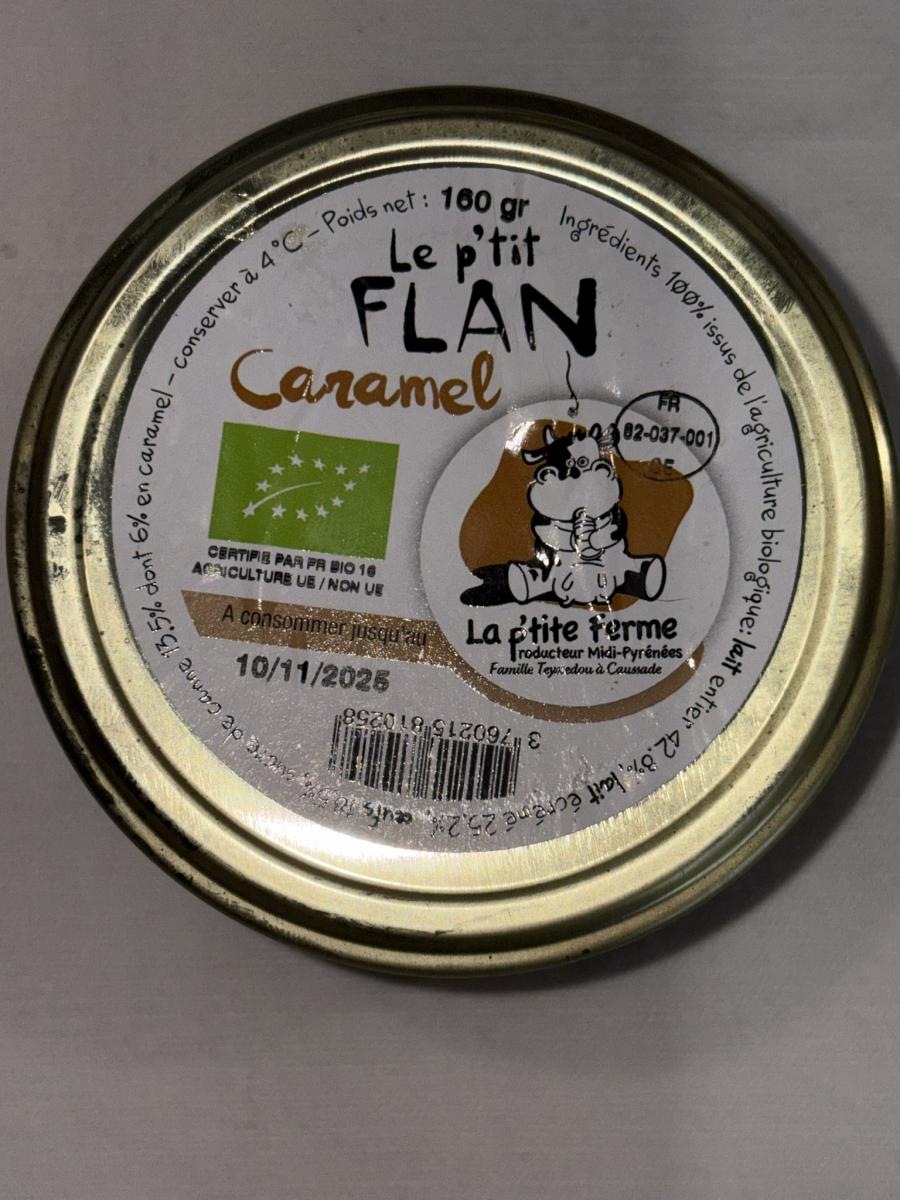 Le p'tit
FLAN
Caramel
Ingrédients 100% issus de l'agriculture biologique: lait entier 42,8%, lait écrémé 25,2%, œufs 18,5%, sucre de canne 13,5% dont 6% en caramel – conserver à 4°C – Poids net : 160 gr
FR
82-037-001
CE
CERTIFIE PAR FR BIO 16
AGRICULTURE UE / NON UE
A consommer jusqu'au
10/11/2025
La p'tite ferme
Producteur Midi-Pyrénées
Famille Teyssedou à Caussade
3 760215 810258